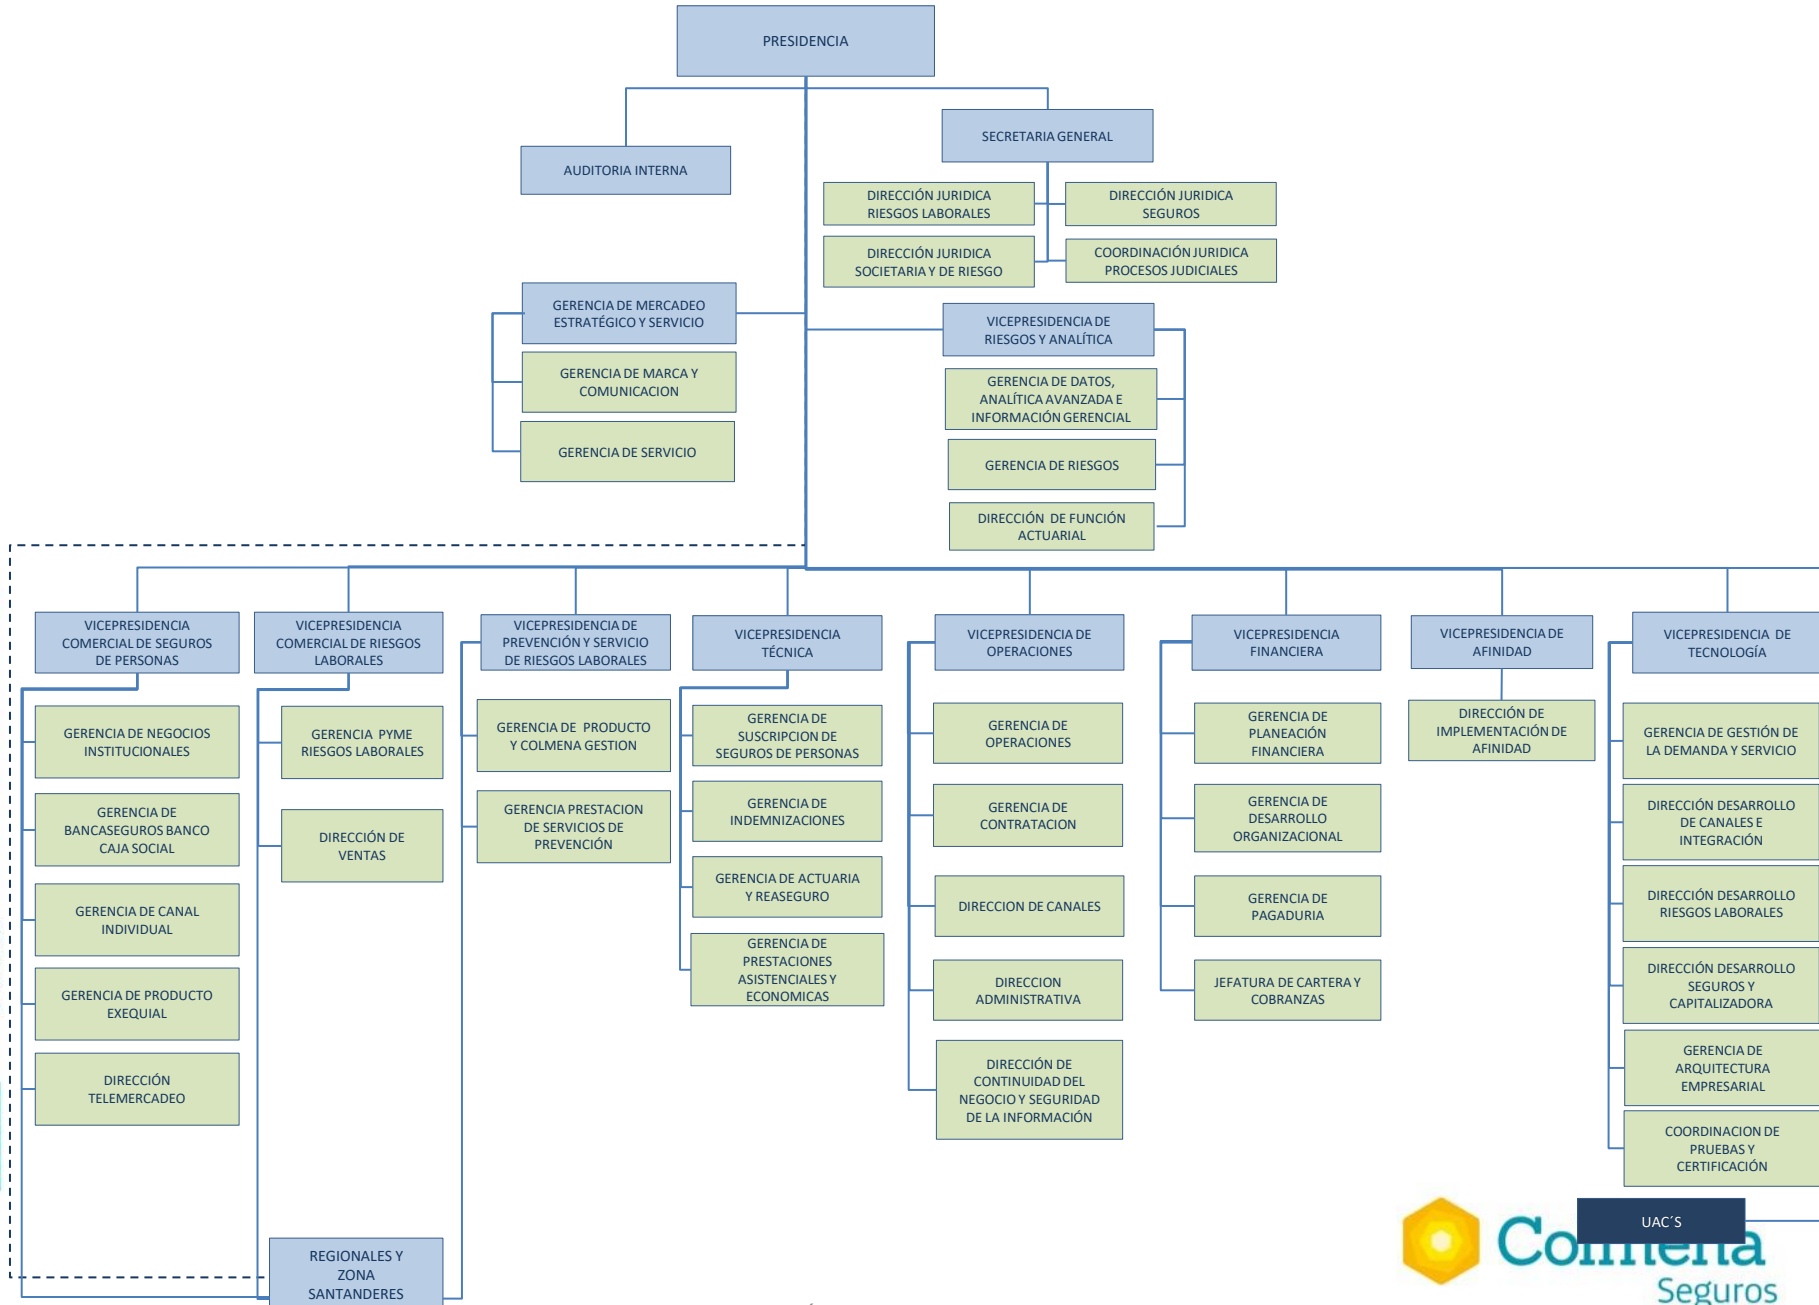 PRESIDENCIA
SECRETARIA GENERAL
AUDITORIA INTERNA
DIRECCIÓN JURIDICA
RIESGOS LABORALES
DIRECCIÓN JURIDICA
SEGUROS
DIRECCIÓN JURIDICA
SOCIETARIA Y DE RIESGO
COORDINACIÓN JURIDICA
PROCESOS JUDICIALES
GERENCIA DE MERCADEO
ESTRATÉGICO Y SERVICIO
GERENCIA DE MARCA Y
COMUNICACION
GERENCIA DE SERVICIO
VICEPRESIDENCIA DE
RIESGOS Y ANALÍTICA
GERENCIA DE DATOS,
ANALÍTICA AVANZADA E
INFORMACIÓN GERENCIAL
GERENCIA DE RIESGOS
DIRECCIÓN DE FUNCIÓN
ACTUARIAL
VICEPRESIDENCIA
COMERCIAL DE SEGUROS
DE PERSONAS
GERENCIA DE NEGOCIOS
INSTITUCIONALES
GERENCIA DE
BANCASEGUROS BANCO
CAJA SOCIAL
GERENCIA DE CANAL
INDIVIDUAL
GERENCIA DE PRODUCTO
EXEQUIAL
DIRECCIÓN
TELEMERCADEO
VICEPRESIDENCIA
COMERCIAL DE RIESGOS
LABORALES
GERENCIA PYME
RIESGOS LABORALES
DIRECCIÓN DE
VENTAS
VICEPRESIDENCIA DE
PREVENCIÓN Y SERVICIO
DE RIESGOS LABORALES
GERENCIA DE PRODUCTO
Y COLMENA GESTION
GERENCIA PRESTACION
DE SERVICIOS DE
PREVENCIÓN
VICEPRESIDENCIA
TÉCNICA
GERENCIA DE
SUSCRIPCION DE
SEGUROS DE PERSONAS
GERENCIA DE
INDEMNIZACIONES
GERENCIA DE ACTUARIA
Y REASEGURO
GERENCIA DE
PRESTACIONES
ASISTENCIALES Y
ECONOMICAS
VICEPRESIDENCIA DE
OPERACIONES
GERENCIA DE
OPERACIONES
GERENCIA DE
CONTRATACION
DIRECCION DE CANALES
DIRECCION
ADMINISTRATIVA
DIRECCIÓN DE
CONTINUIDAD DEL
NEGOCIO Y SEGURIDAD
DE LA INFORMACIÓN
VICEPRESIDENCIA
FINANCIERA
GERENCIA DE
PLANEACIÓN
FINANCIERA
GERENCIA DE
DESARROLLO
ORGANIZACIONAL
GERENCIA DE
PAGADURIA
JEFATURA DE CARTERA Y
COBRANZAS
VICEPRESIDENCIA DE
AFINIDAD
DIRECCIÓN DE
IMPLEMENTACIÓN DE
AFINIDAD
VICEPRESIDENCIA DE
TECNOLOGÍA
GERENCIA DE GESTIÓN DE
LA DEMANDA Y SERVICIO
DIRECCIÓN DESARROLLO
DE CANALES E
INTEGRACIÓN
DIRECCIÓN DESARROLLO
RIESGOS LABORALES
DIRECCIÓN DESARROLLO
SEGUROS Y
CAPITALIZADORA
GERENCIA DE
ARQUITECTURA
EMPRESARIAL
COORDINACION DE
PRUEBAS Y
CERTIFICACIÓN
REGIONALES Y
ZONA
SANTANDERES
UAC´S
Colmena
Seguros